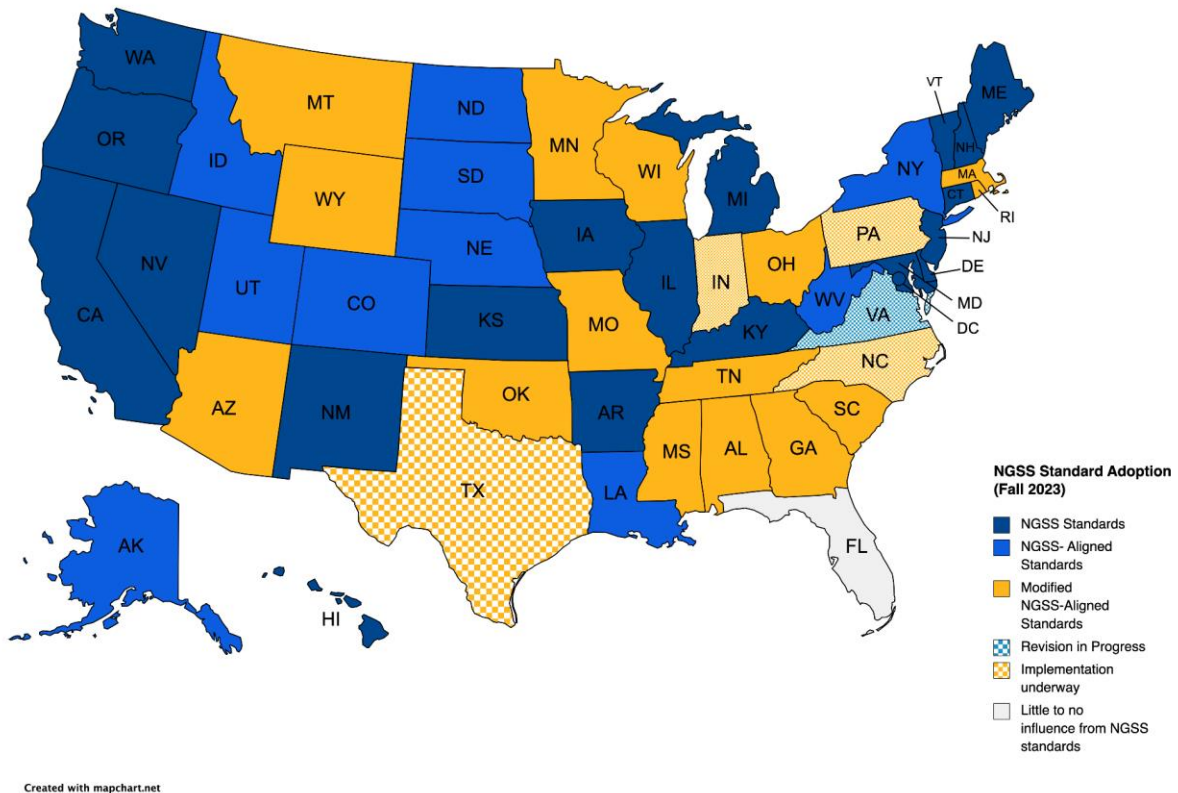 WA
MT
ND
MN
VT
ME
OR
ID
SD
WI
NH
NY
MA
WY
MI
CT
RI
IA
NE
PA
NJ
NV
IL
IN
OH
DE
UT
CO
WV
MD
CA
KS
MO
KY
VA
DC
NC
TN
OK
AZ
NM
AR
SC
MS
AL
GA
TX
LA
FL
AK
HI
NGSS Standard Adoption
(Fall 2023)
NGSS Standards
NGSS- Aligned
Standards
Modified
NGSS-Aligned
Standards
Revision in Progress
Implementation
underway
Little to no
influence from NGSS
standards
Created with mapchart.net